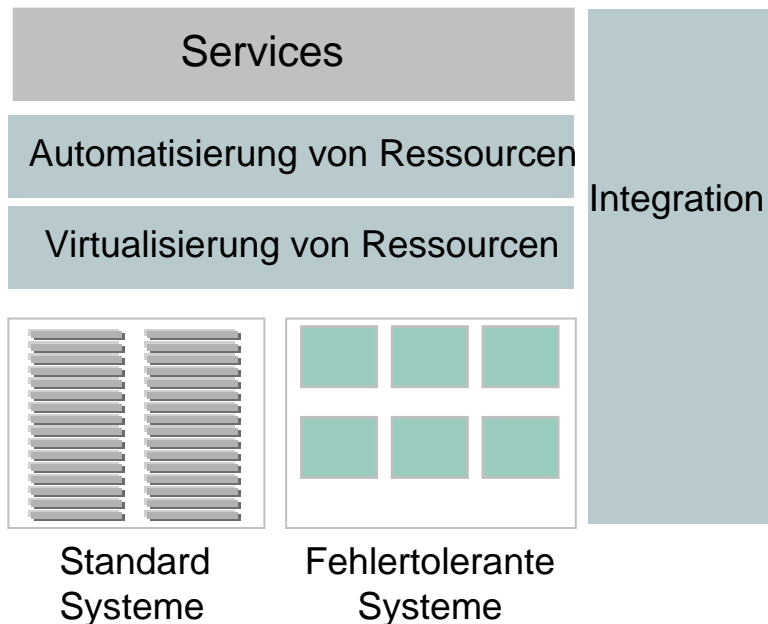 Services
Automatisierung von Ressourcen
Integration
Virtualisierung von Ressourcen
Standard
Systeme
Fehlertolerante
Systeme